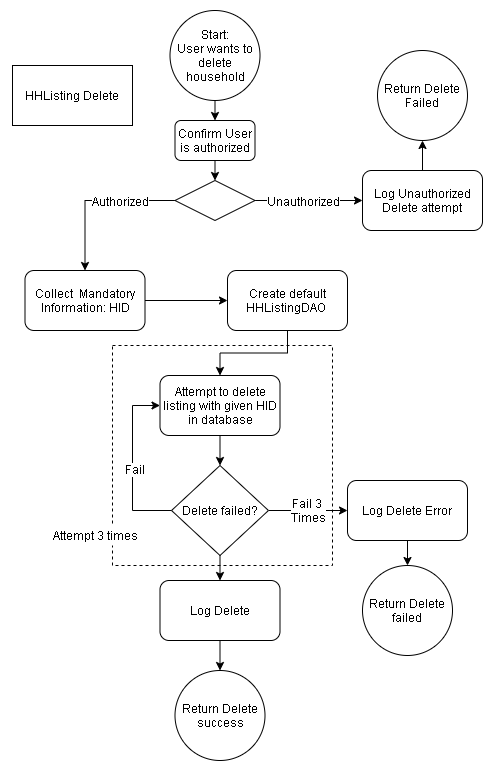 Start:
User wants to
delete
household
HHListing Delete
Return Delete
Failed
Confirm User
is authorized
Authorized
Unauthorized
Log Unauthorized
Delete attempt
Collect Mandatory
Information: HID
Create default
HHListingDAO
Attempt to delete
listing with given HID
in database
Fail
Delete failed?
Fail 3
Times
Log Delete Error
Attempt 3 times
Log Delete
Return Delete
failed
Return Delete
success